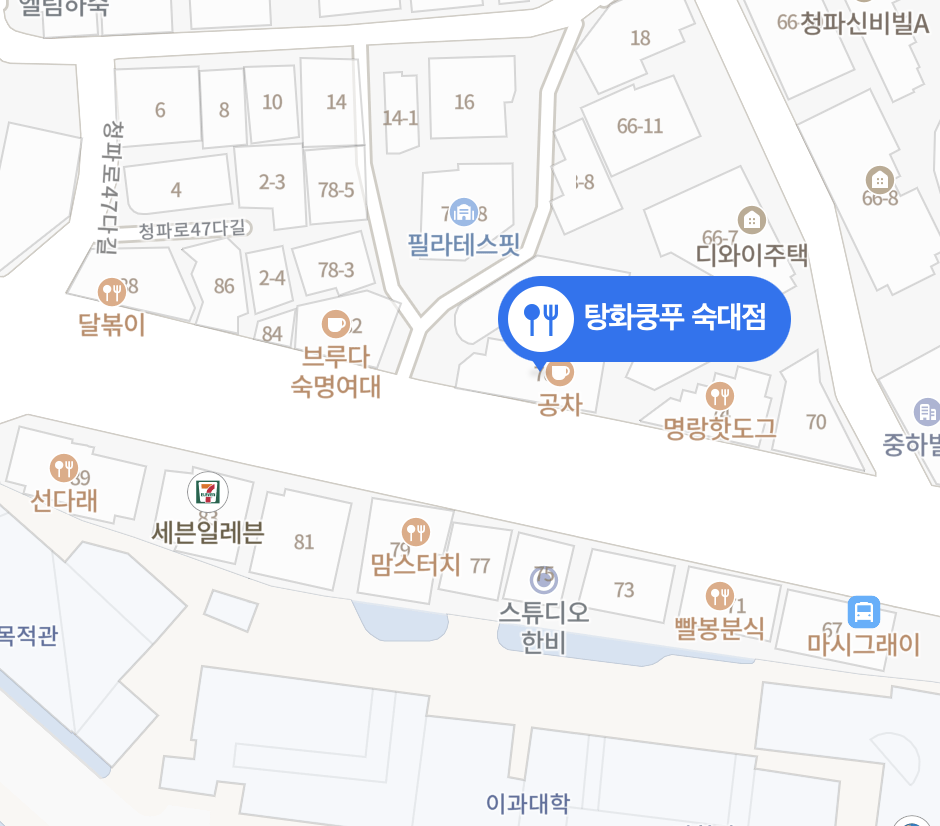 엘림하숙
18
청파신비빌A
6
8
10
14
14-1
16
66-11
청파로47다길
4
2-3
78-5
66-8
청파로47다길
필라테스핏
66-7
디와이주택
86
2-4
78-3
탕화쿵푸 숙대점
달볶이
84
브루다
숙명여대
공차
명랑핫도그
70
89
선다래
83
세븐일레븐
81
79
맘스터치
77
75
스튜디오
한비
73
71
빨봉분식
67
마시그래이
목적관
이과대학